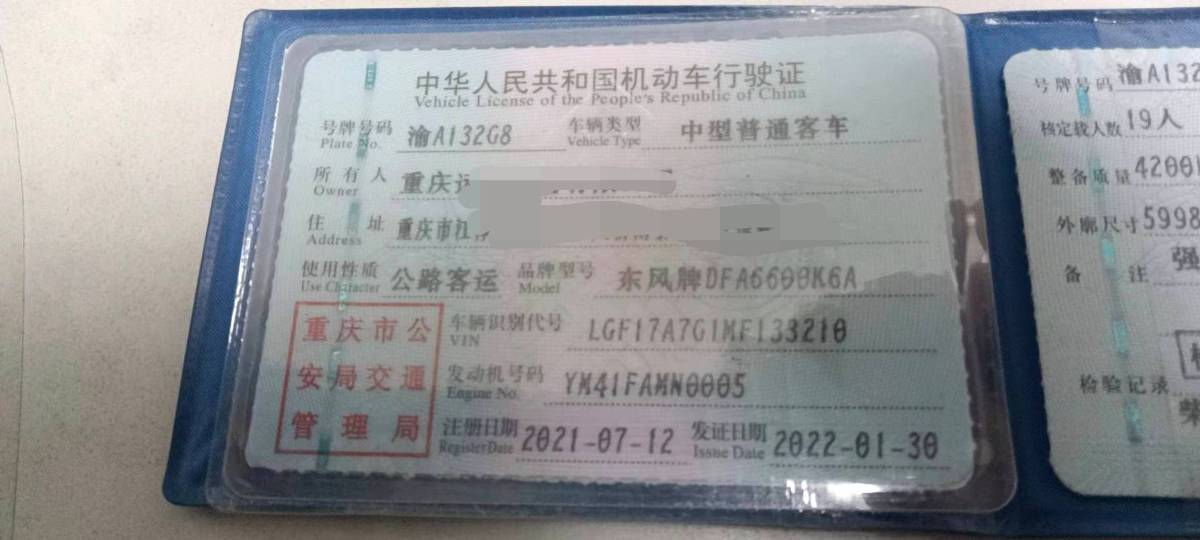 中华人民共和国机动车行驶证
Vehicle License of the People's Republic of China
号牌号码 渝A132G8 车辆类型 中型普通客车
Plate No. Vehicle Type
所有人 重庆
Owner
住址 重庆市江
Address
使用性质 公路客运 品牌型号 东风牌DFA6600K6A
Use Character Model
重庆市公
安局交通
管理局
车辆识别代号 LGF17A7G1MF133210
VIN
发动机号码 YM41FAMN0005
Engine No.
注册日期 2021-07-12 发证日期 2022-01-30
Register Date Issue Date
号牌号码 渝A132
核定载人数 19人
整备质量 4200
外廓尺寸 5998
备注 强
检验记录